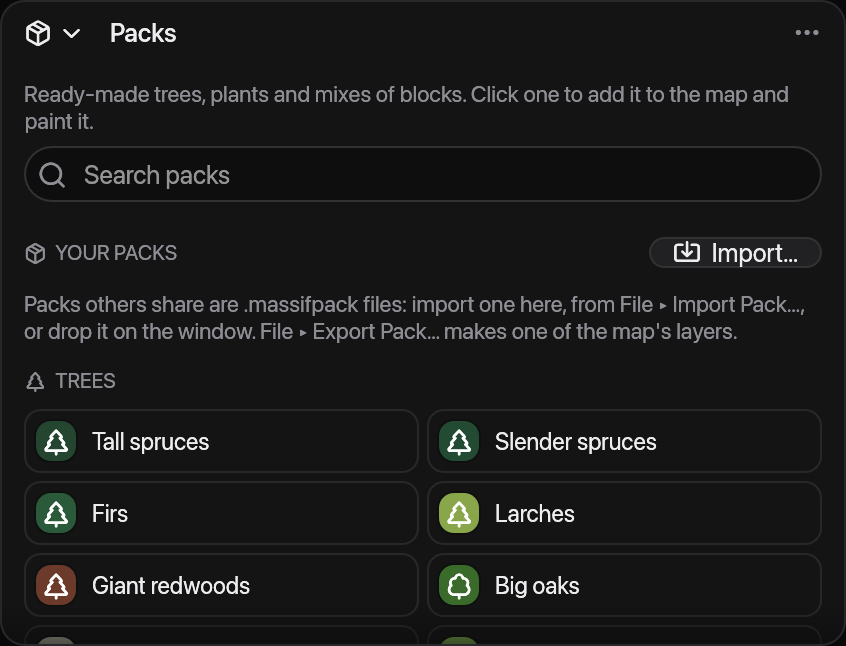 Packs
Ready-made trees, plants and mixes of blocks. Click one to add it to the map and
paint it.
Search packs
YOUR PACKS
Import...
Packs others share are .massifpack files: import one here, from File ▸ Import Pack...,
or drop it on the window. File ▸ Export Pack... makes one of the map's layers.
TREES
Tall spruces
Slender spruces
Firs
Larches
Giant redwoods
Big oaks